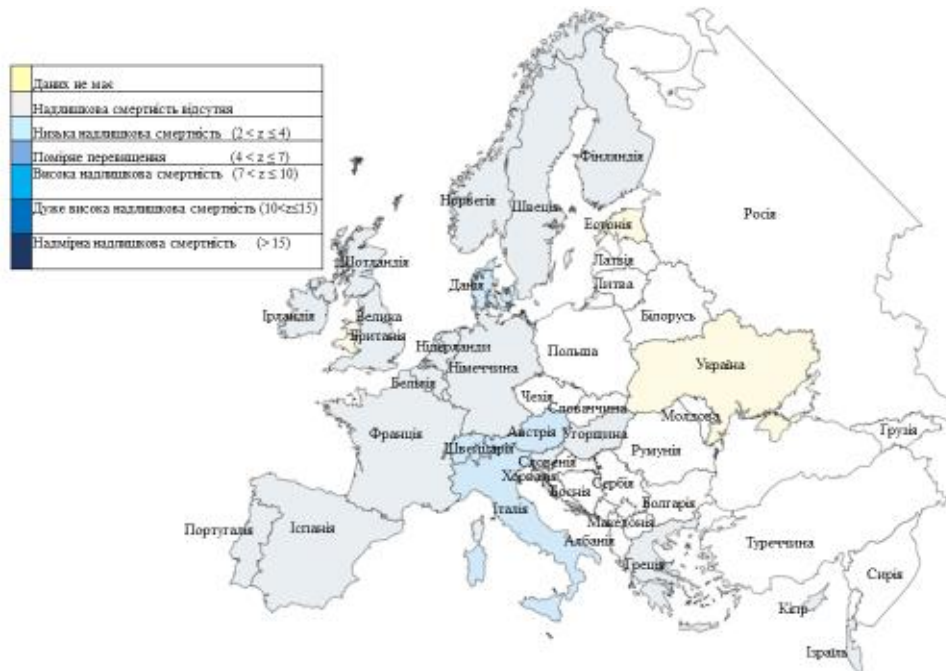 Даних не має
Надлишкова смертність відсутня
Низька надлишкова смертність (2 < z ≤ 4)
Помірне перевищення (4 < z ≤ 7)
Висока надлишкова смертність (7 < z ≤ 10)
Дуже висока надлишкова смертність (10<z≤15)
Надмірна надлишкова смертність (> 15)
Фінляндія
Норвегія
Швеція
Росія
Естонія
Шотландія
Латвія
Данія
Литва
Ірландія
Велика
Британія
Білорусь
Нідерланди
Польща
Німеччина
Україна
Бельгія
Чехія
Словаччина
Молдова
Франція
Австрія
Угорщина
Грузія
Швейцарія
Румунія
Словенія
Хорватія
Сербія
Боснія
Болгарія
Італія
Португалія
Іспанія
Македонія
Албанія
Туреччина
Греція
Сирія
Кіпр
Ізраїль